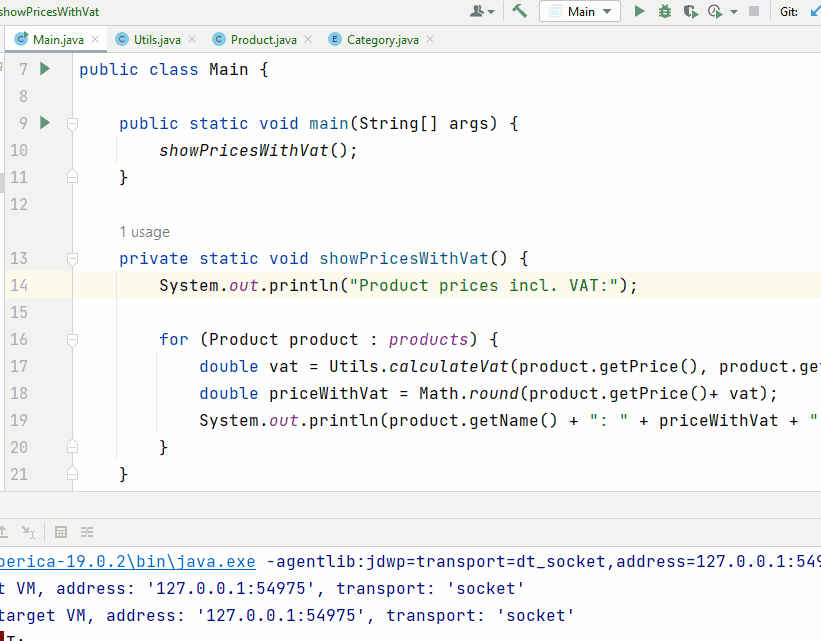 showPricesWithVat
Main
Git:
Main.java
Utils.java
Product.java
Category.java
7 public class Main {
8
9 public static void main(String[] args) {
10 showPricesWithVat();
11 }
12
1 usage
13 private static void showPricesWithVat() {
14 System.out.println("Product prices incl. VAT:");
15
16 for (Product product : products) {
17 double vat = Utils.calculateVat(product.getPrice(), product.ge
18 double priceWithVat = Math.round(product.getPrice()+ vat);
19 System.out.println(product.getName() + ": " + priceWithVat + "
20 }
21 }
perica-19.0.2\bin\java.exe -agentlib:jdwp=transport=dt_socket,address=127.0.0.1:549
t VM, address: '127.0.0.1:54975', transport: 'socket'
target VM, address: '127.0.0.1:54975', transport: 'socket'